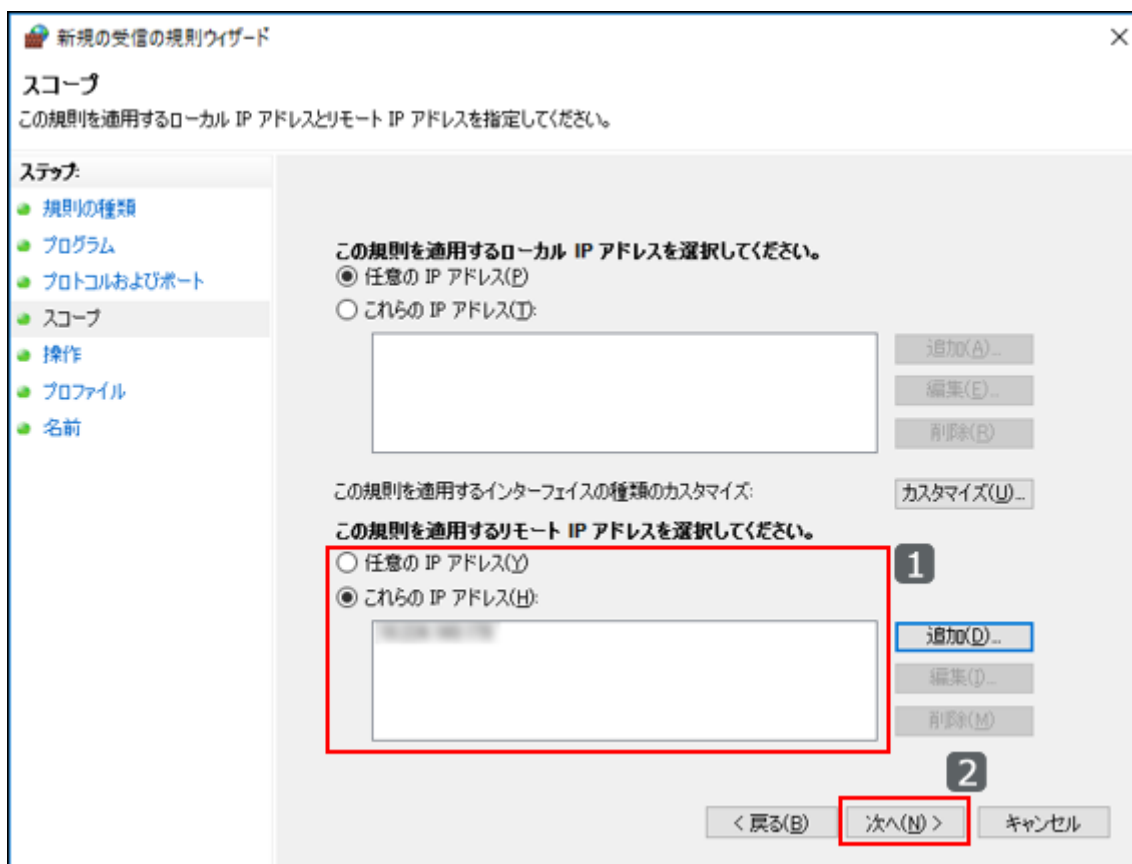 新規の受信の規則ウィザード
スコープ
この規則を適用するローカル IP アドレスとリモート IP アドレスを指定してください。
ステップ:
規則の種類
プログラム
プロトコルおよびポート
スコープ
操作
プロファイル
名前
この規則を適用するローカル IP アドレスを選択してください。
任意の IP アドレス(P)
これらの IP アドレス(T):
追加(A)...
編集(E)...
削除(R)
この規則を適用するインターフェイスの種類のカスタマイズ:
カスタマイズ(U)...
この規則を適用するリモート IP アドレスを選択してください。
任意の IP アドレス(Y)
1
これらの IP アドレス(H):
追加(D)...
編集(I)...
削除(M)
2
< 戻る(B)
次へ(N) >
キャンセル